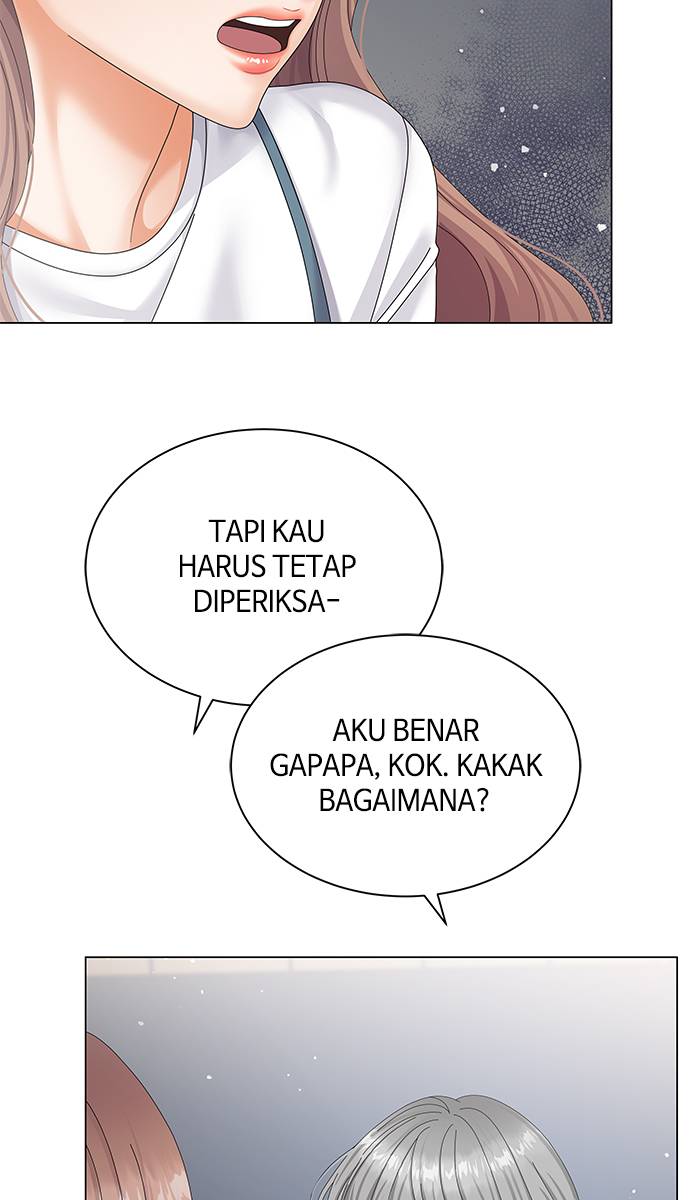 TAPI KAU
HARUS TETAP
DIPERIKSA-
AKU BENAR
GAPAPA, KOK. KAKAK
BAGAIMANA?